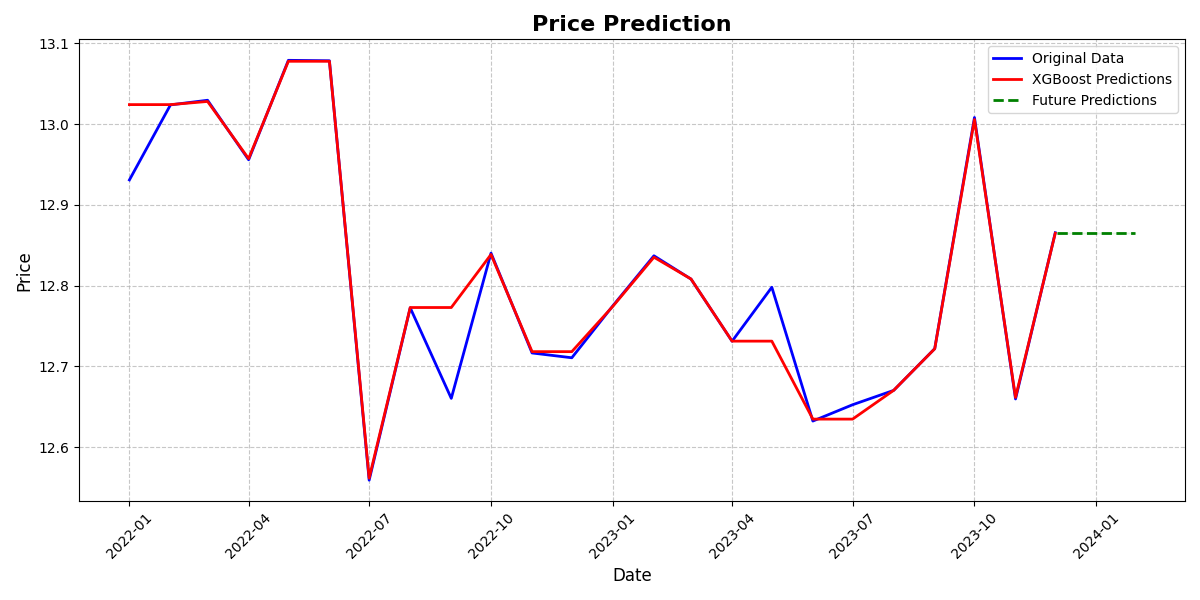 Price Prediction
Original Data
XGBoost Predictions
Future Predictions
13.1
13.0
12.9
12.8
12.7
12.6
Price
2022-01
2022-04
2022-07
2022-10
2023-01
2023-04
2023-07
2023-10
2024-01
Date